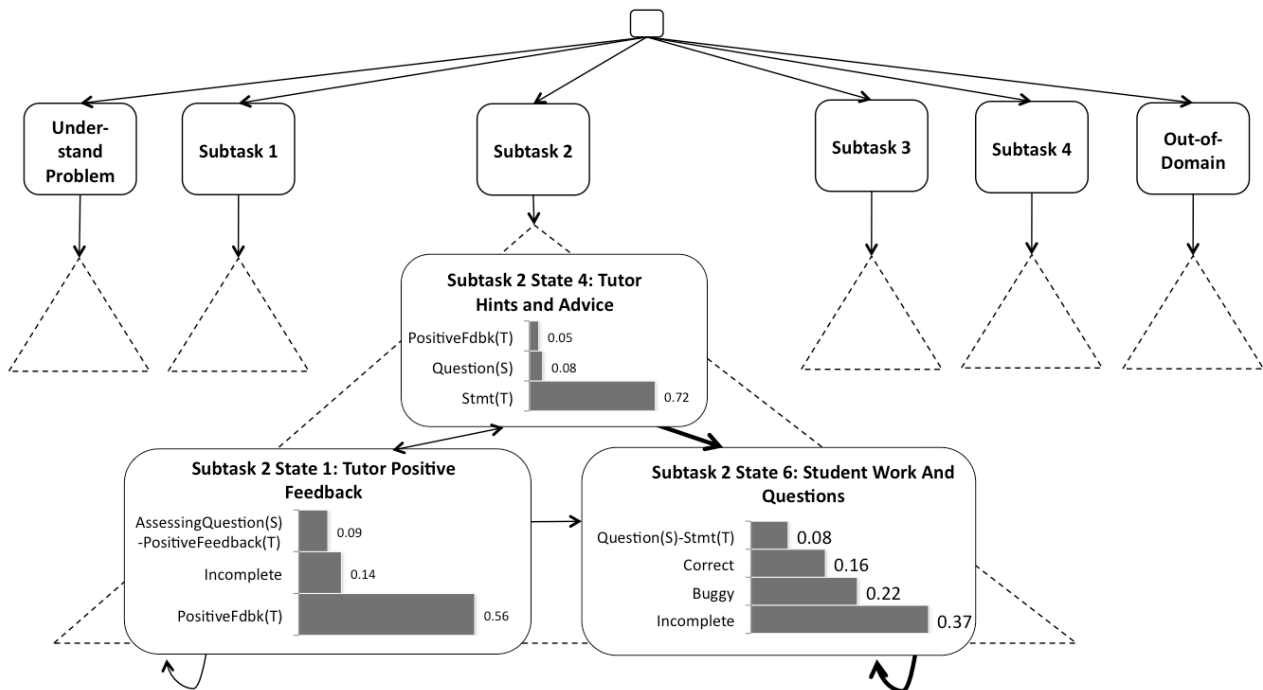 Under-
stand
Problem
Subtask 1
Subtask 2
Subtask 3
Subtask 4
Out-of-
Domain
Subtask 2 State 4: Tutor
Hints and Advice
PositiveFdbk(T)
0.05
Question(S)
0.08
Stmt(T)
0.72
Subtask 2 State 1: Tutor Positive
Feedback
AssessingQuestion(S)
-PositiveFeedback(T)
0.09
Incomplete
0.14
PositiveFdbk(T)
0.56
Subtask 2 State 6: Student Work And
Questions
Question(S)-Stmt(T)
0.08
Correct
0.16
Buggy
0.22
Incomplete
0.37